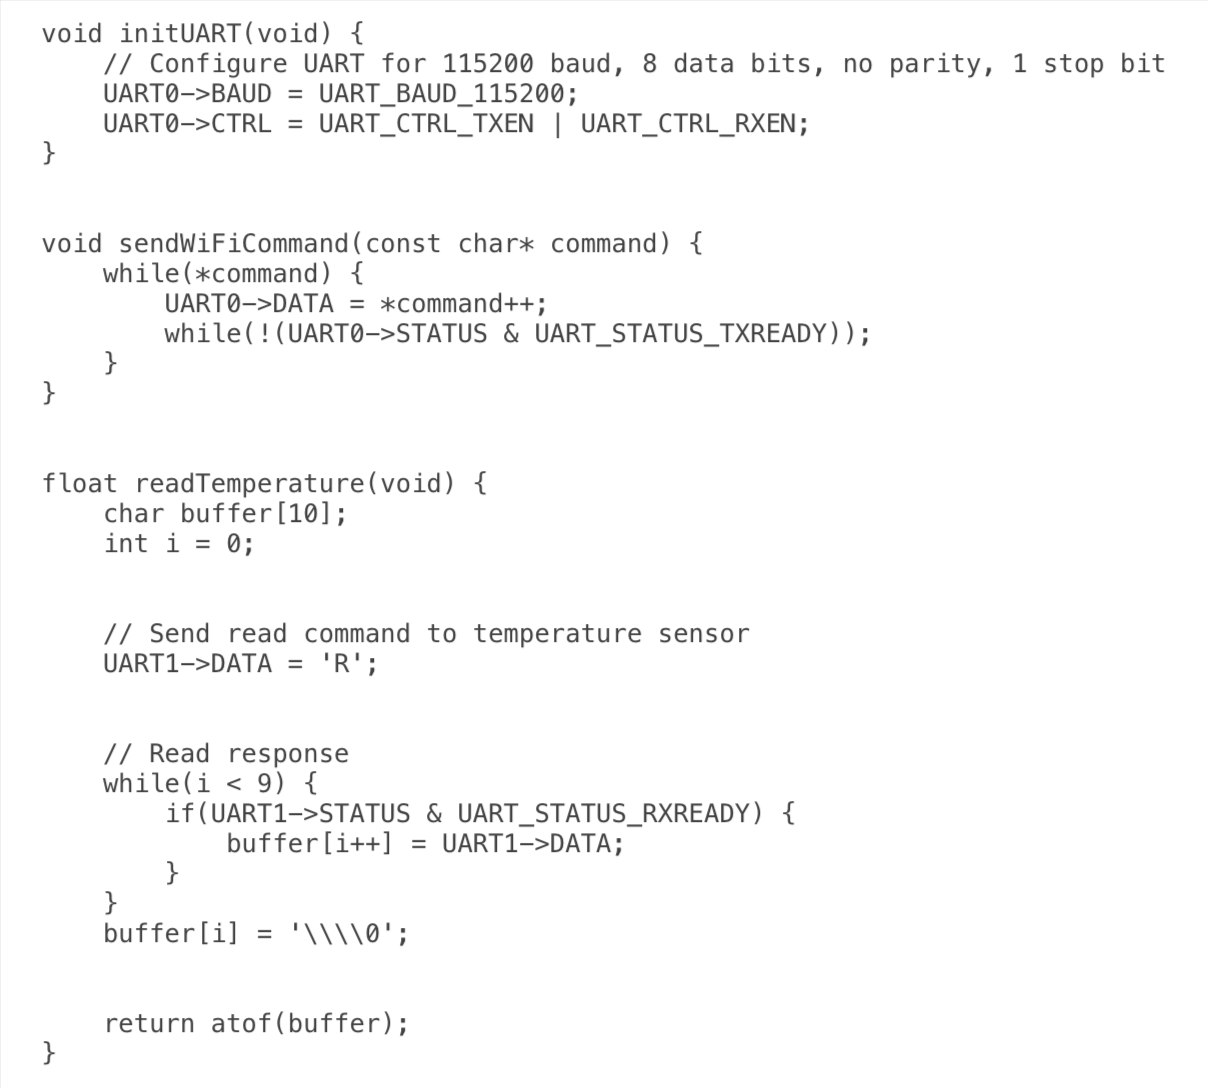 void initUART(void) {
    // Configure UART for 115200 baud, 8 data bits, no parity, 1 stop bit
    UART0->BAUD = UART_BAUD_115200;
    UART0->CTRL = UART_CTRL_TXEN | UART_CTRL_RXEN;
}

void sendWiFiCommand(const char* command) {
    while(*command) {
        UART0->DATA = *command++;
        while(!(UART0->STATUS & UART_STATUS_TXREADY));
    }
}

float readTemperature(void) {
    char buffer[10];
    int i = 0;

    // Send read command to temperature sensor
    UART1->DATA = 'R';

    // Read response
    while(i < 9) {
        if(UART1->STATUS & UART_STATUS_RXREADY) {
            buffer[i++] = UART1->DATA;
        }
    }
    buffer[i] = '\\\\0';

    return atof(buffer);
}